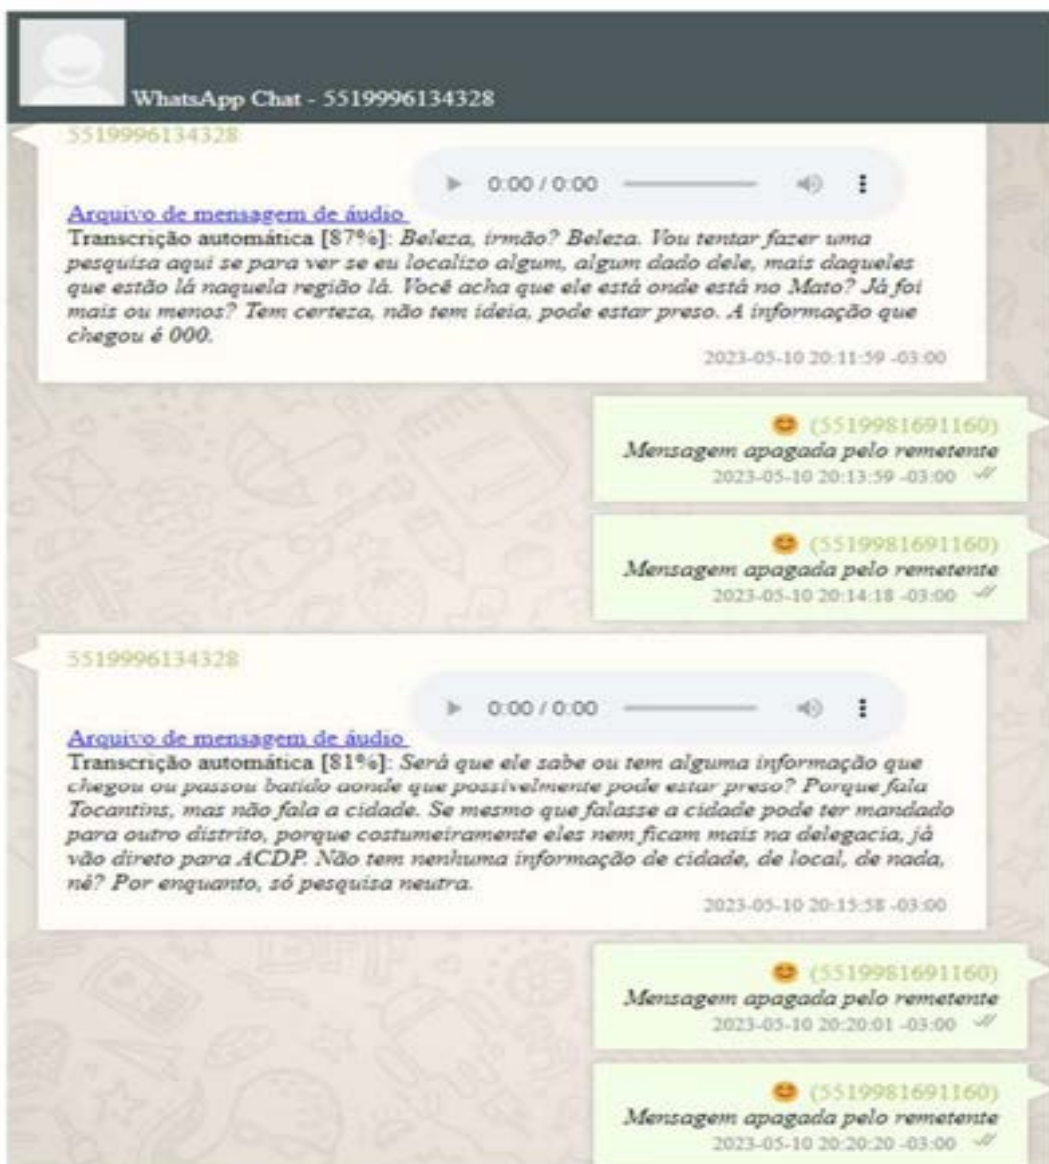 WhatsApp Chat - 5519996134328
5519996134328
0:00 / 0:00
Arquivo de mensagem de áudio
Transcrição automática [87%]: Beleza, irmão? Beleza. Vou tentar fazer uma
pesquisa aqui se para ver se eu localizo algum, algum dado dele, mais daqueles
que estão lá naquela região lá. Você acha que ele está onde está no Mato? Já foi
mais ou menos? Tem certeza, não tem ideia, pode estar preso. A informação que
chegou é 000.
2023-05-10 20:11:59 -03:00
😊 (5519981691160)
Mensagem apagada pelo remetente
2023-05-10 20:13:59 -03:00
😊 (5519981691160)
Mensagem apagada pelo remetente
2023-05-10 20:14:18 -03:00
5519996134328
0:00 / 0:00
Arquivo de mensagem de áudio
Transcrição automática [81%]: Será que ele sabe ou tem alguma informação que
chegou ou passou batido aonde que possivelmente pode estar preso? Porque fala
Tocantins, mas não fala a cidade. Se mesmo que falasse a cidade pode ter mandado
para outro distrito, porque costumeiramente eles nem ficam mais na delegacia, já
vão direto para ACDP. Não tem nenhuma informação de cidade, de local, de nada,
né? Por enquanto, só pesquisa neutra.
2023-05-10 20:15:58 -03:00
😊 (5519981691160)
Mensagem apagada pelo remetente
2023-05-10 20:20:01 -03:00
😊 (5519981691160)
Mensagem apagada pelo remetente
2023-05-10 20:20:20 -03:00